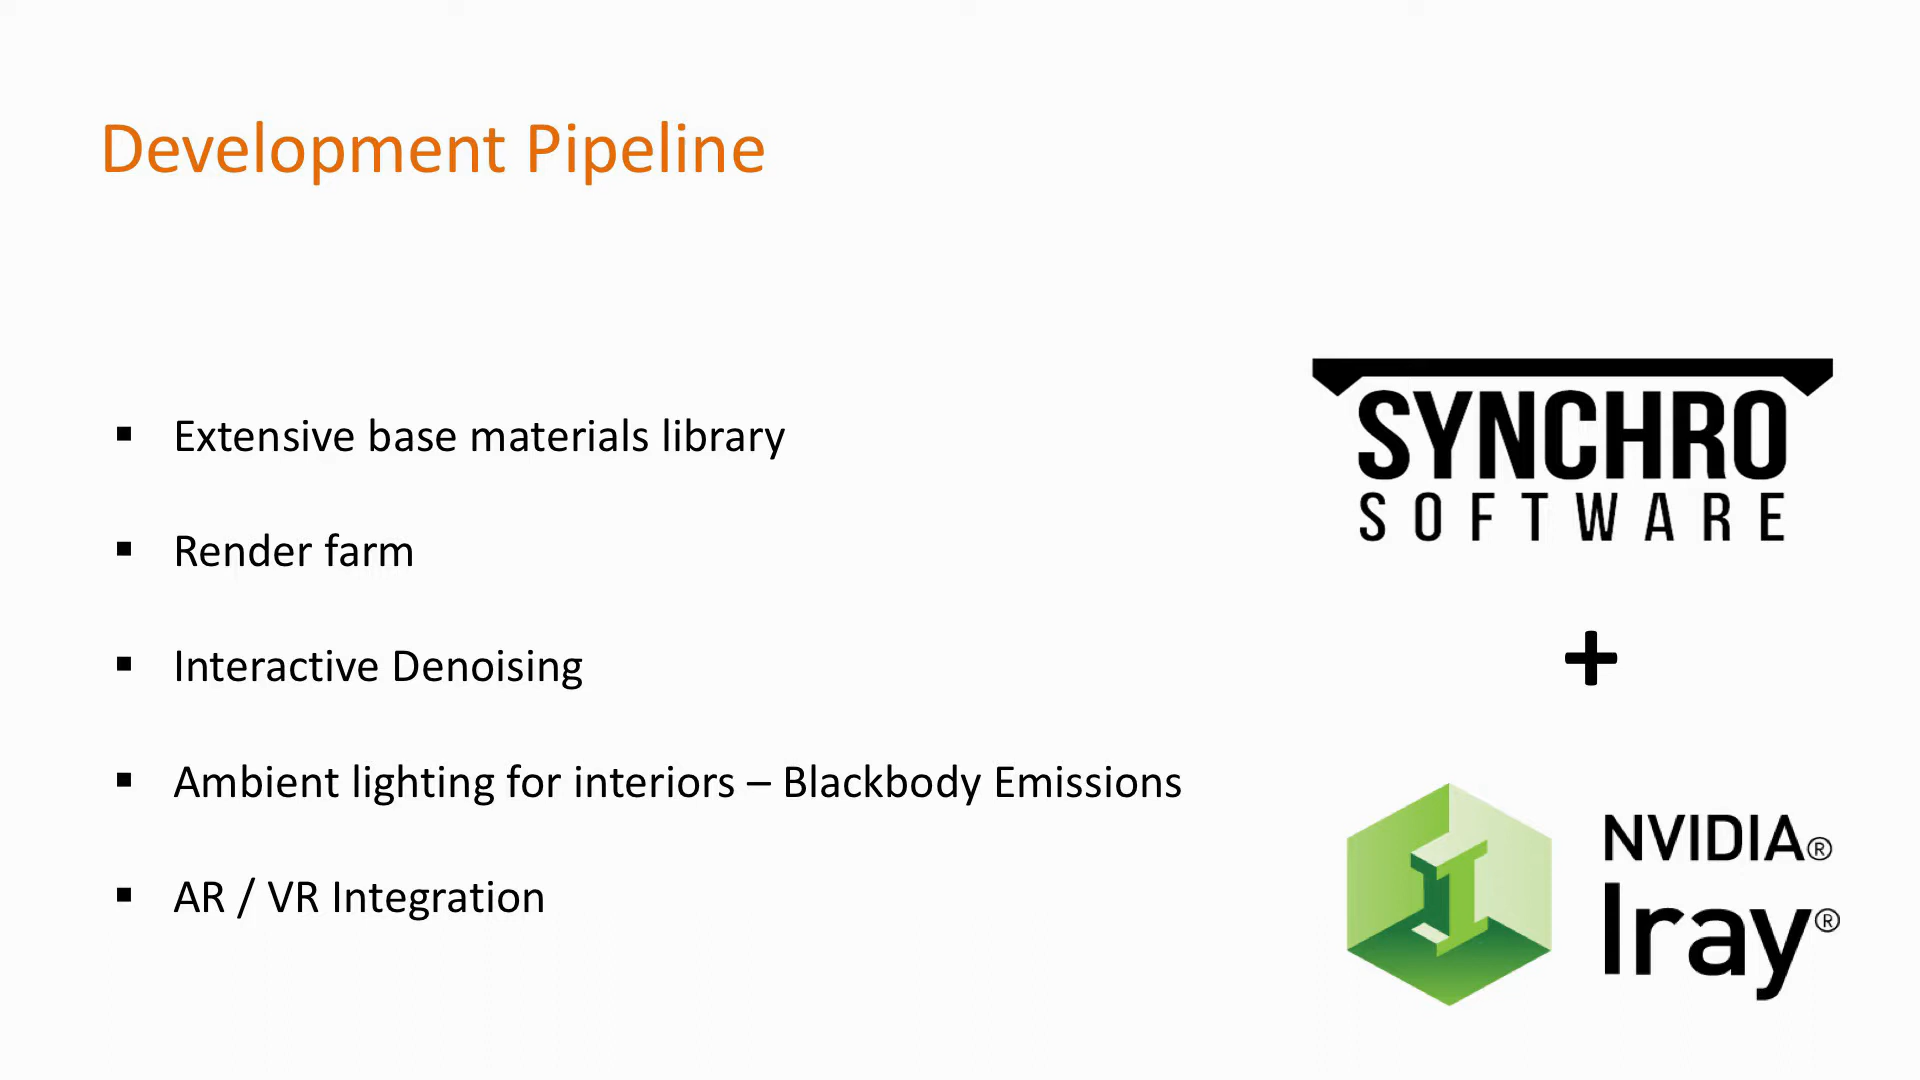 Development Pipeline
▪ Extensive base materials library
▪ Render farm
▪ Interactive Denoising
▪ Ambient lighting for interiors – Blackbody Emissions
▪ AR / VR Integration
SYNCHRO
SOFTWARE
+
NVIDIA®
Iray®